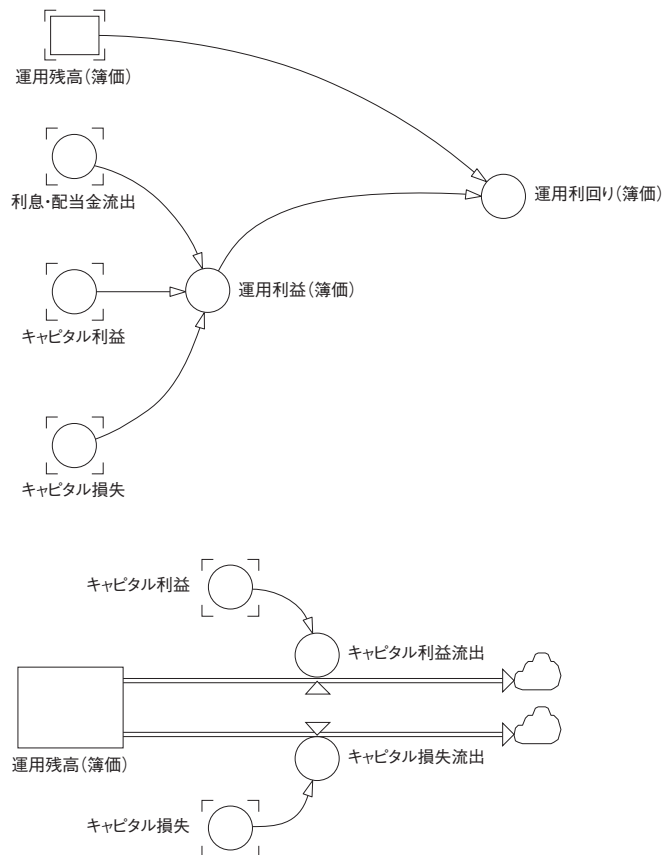 運用残高(簿価)
利息・配当金流出
運用利回り(簿価)
運用利益(簿価)
キャピタル利益
キャピタル損失
キャピタル利益
キャピタル利益流出
運用残高(簿価)
キャピタル損失流出
キャピタル損失